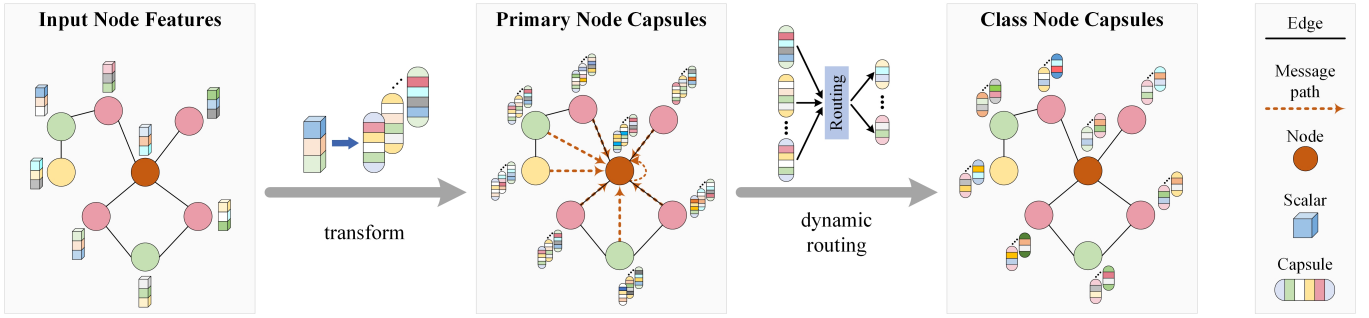 Input Node Features
transform
Primary Node Capsules
Routing
dynamic
routing
Class Node Capsules
Edge
Message
path
Node
Scalar
Capsule